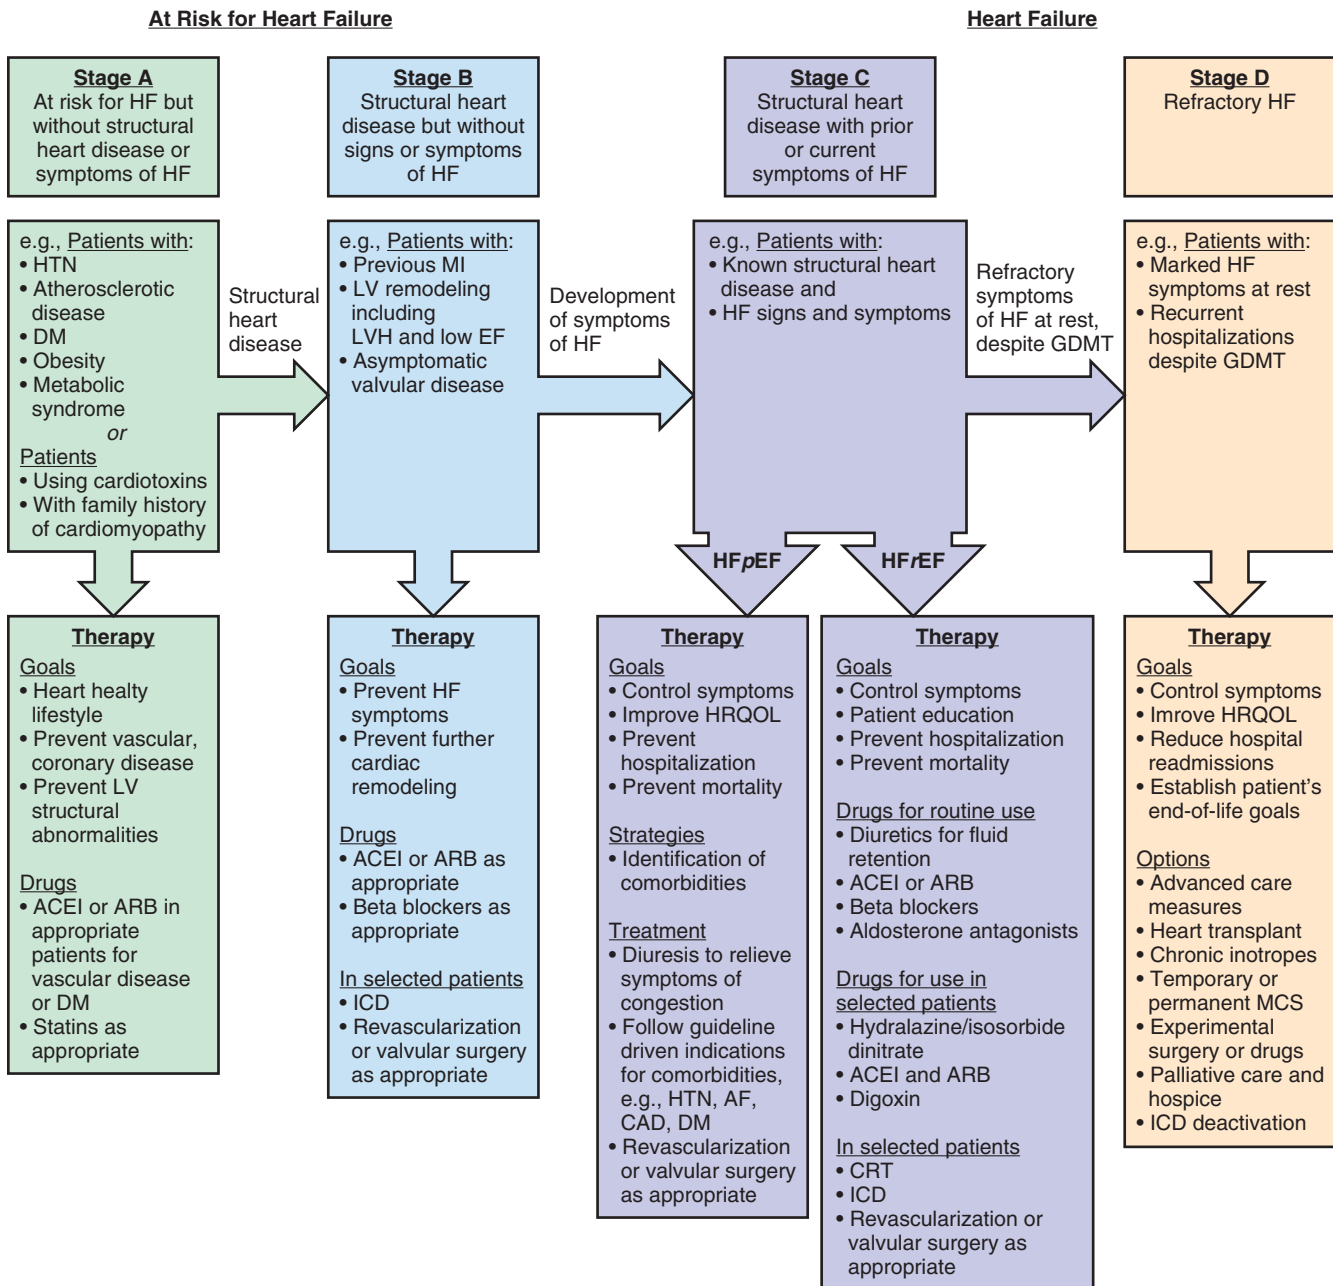 At Risk for Heart Failure
Heart Failure
Stage A
At risk for HF but
without structural
heart disease or
symptoms of HF
Stage B
Structural heart
disease but without
signs or symptoms
of HF
Stage C
Structural heart
disease with prior
or current
symptoms of HF
Stage D
Refractory HF
e.g., Patients with:
• HTN
• Atherosclerotic
disease
• DM
• Obesity
• Metabolic
syndrome
or
Patients
• Using cardiotoxins
• With family history
of cardiomyopathy
Structural
heart
disease
e.g., Patients with:
• Previous MI
• LV remodeling
including
LVH and low EF
• Asymptomatic
valvular disease
Development
of symptoms
of HF
e.g., Patients with:
• Known structural heart
disease and
• HF signs and symptoms
Refractory
symptoms
of HF at rest,
despite GDMT
e.g., Patients with:
• Marked HF
symptoms at rest
• Recurrent
hospitalizations
despite GDMT
HFpEF
HFrEF
Therapy
Goals
• Heart healty
lifestyle
• Prevent vascular,
coronary disease
• Prevent LV
structural
abnormalities
Drugs
• ACEI or ARB in
appropriate
patients for
vascular disease
or DM
• Statins as
appropriate
Therapy
Goals
• Prevent HF
symptoms
• Prevent further
cardiac
remodeling
Drugs
• ACEI or ARB as
appropriate
• Beta blockers as
appropriate
In selected patients
• ICD
• Revascularization
or valvular surgery
as appropriate
Therapy
Goals
• Control symptoms
• Improve HRQOL
• Prevent
hospitalization
• Prevent mortality
Strategies
• Identification of
comorbidities
Treatment
• Diuresis to relieve
symptoms of
congestion
• Follow guideline
driven indications
for comorbidities,
e.g., HTN, AF,
CAD, DM
• Revascularization
or valvular surgery
as appropriate
Therapy
Goals
• Control symptoms
• Patient education
• Prevent hospitalization
• Prevent mortality
Drugs for routine use
• Diuretics for fluid
retention
• ACEI or ARB
• Beta blockers
• Aldosterone antagonists
Drugs for use in
selected patients
• Hydralazine/isosorbide
dinitrate
• ACEI and ARB
• Digoxin
In selected patients
• CRT
• ICD
• Revascularization or
valvular surgery as
appropriate
Therapy
Goals
• Control symptoms
• Imrove HRQOL
• Reduce hospital
readmissions
• Establish patient’s
end-of-life goals
Options
• Advanced care
measures
• Heart transplant
• Chronic inotropes
• Temporary or
permanent MCS
• Experimental
surgery or drugs
• Palliative care and
hospice
• ICD deactivation